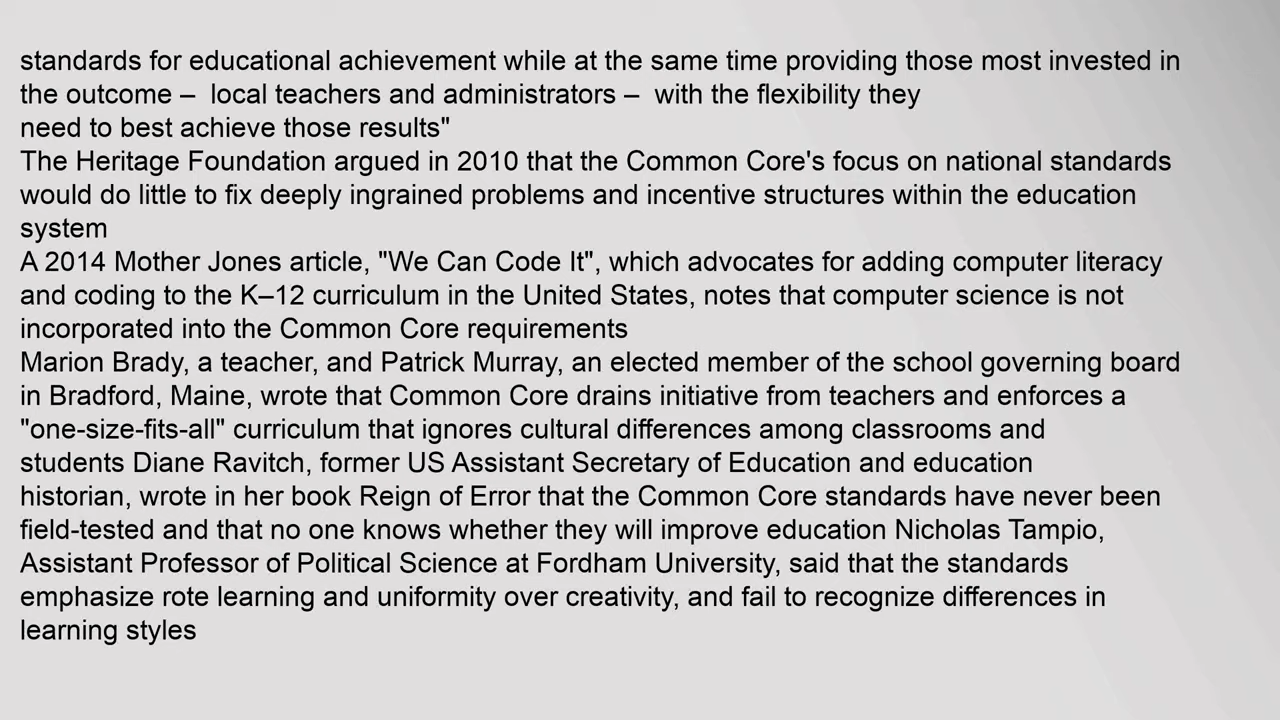 standards for educational achievement while at the same time providing those most invested in
the outcome –  local teachers and administrators –  with the flexibility they
need to best achieve those results"
The Heritage Foundation argued in 2010 that the Common Core's focus on national standards
would do little to fix deeply ingrained problems and incentive structures within the education
system
A 2014 Mother Jones article, "We Can Code It", which advocates for adding computer literacy
and coding to the K–12 curriculum in the United States, notes that computer science is not
incorporated into the Common Core requirements
Marion Brady, a teacher, and Patrick Murray, an elected member of the school governing board
in Bradford, Maine, wrote that Common Core drains initiative from teachers and enforces a
"one-size-fits-all" curriculum that ignores cultural differences among classrooms and
students Diane Ravitch, former US Assistant Secretary of Education and education
historian, wrote in her book Reign of Error that the Common Core standards have never been
field-tested and that no one knows whether they will improve education Nicholas Tampio,
Assistant Professor of Political Science at Fordham University, said that the standards
emphasize rote learning and uniformity over creativity, and fail to recognize differences in
learning styles